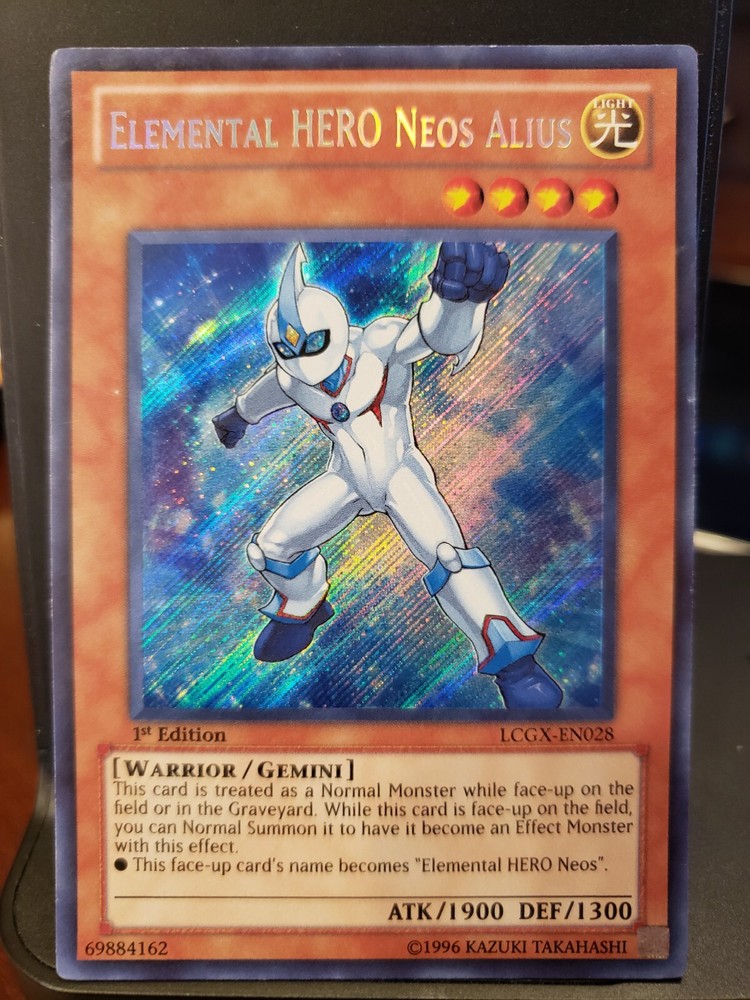 ELEMENTAL HERO NEOS ALIUS
LIGHT
光
1st Edition
LCGX-EN028
[WARRIOR/GEMINI]
This card is treated as a Normal Monster while face-up on the
field or in the Graveyard. While this card is face-up on the field,
you can Normal Summon it to have it become an Effect Monster
with this effect.
● This face-up card's name becomes "Elemental HERO Neos".
ATK/1900 DEF/1300
69884162
©1996 KAZUKI TAKAHASHI